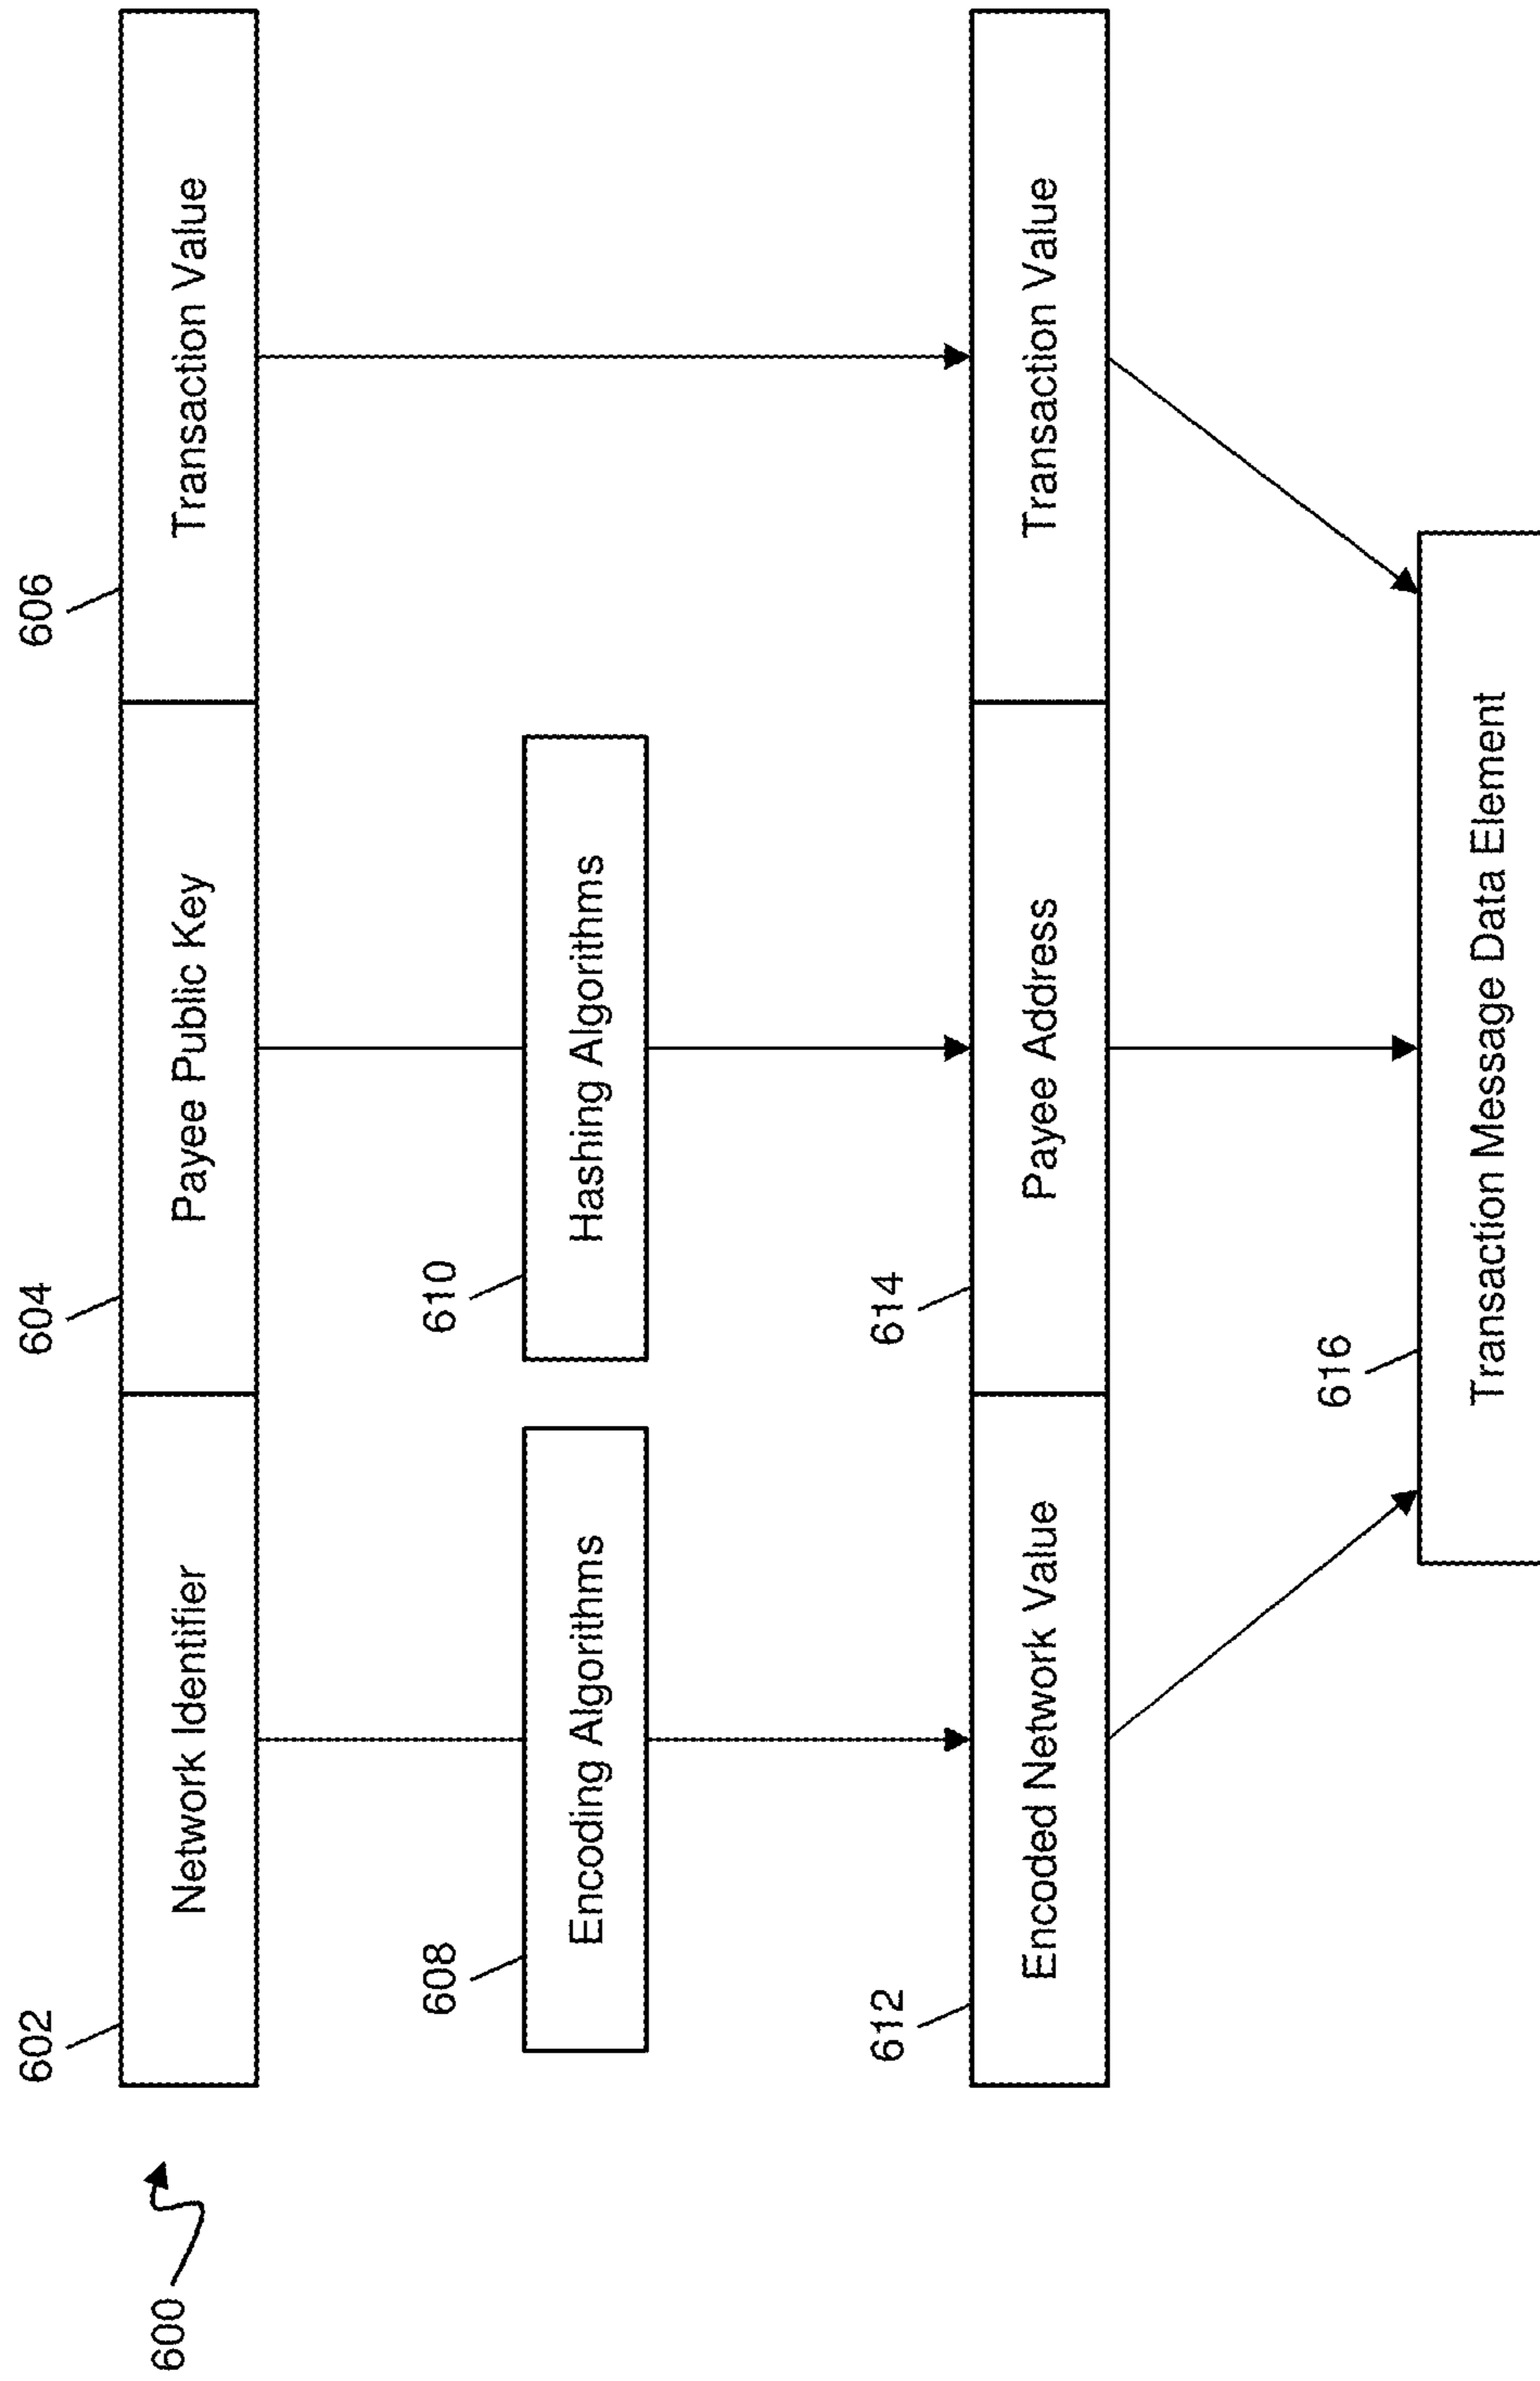 600
602
604
606
Network Identifier
Payee Public Key
Transaction Value
608
610
Encoding Algorithms
Hashing Algorithms
612
614
Encoded Network Value
Payee Address
Transaction Value
616
Transaction Message Data Element